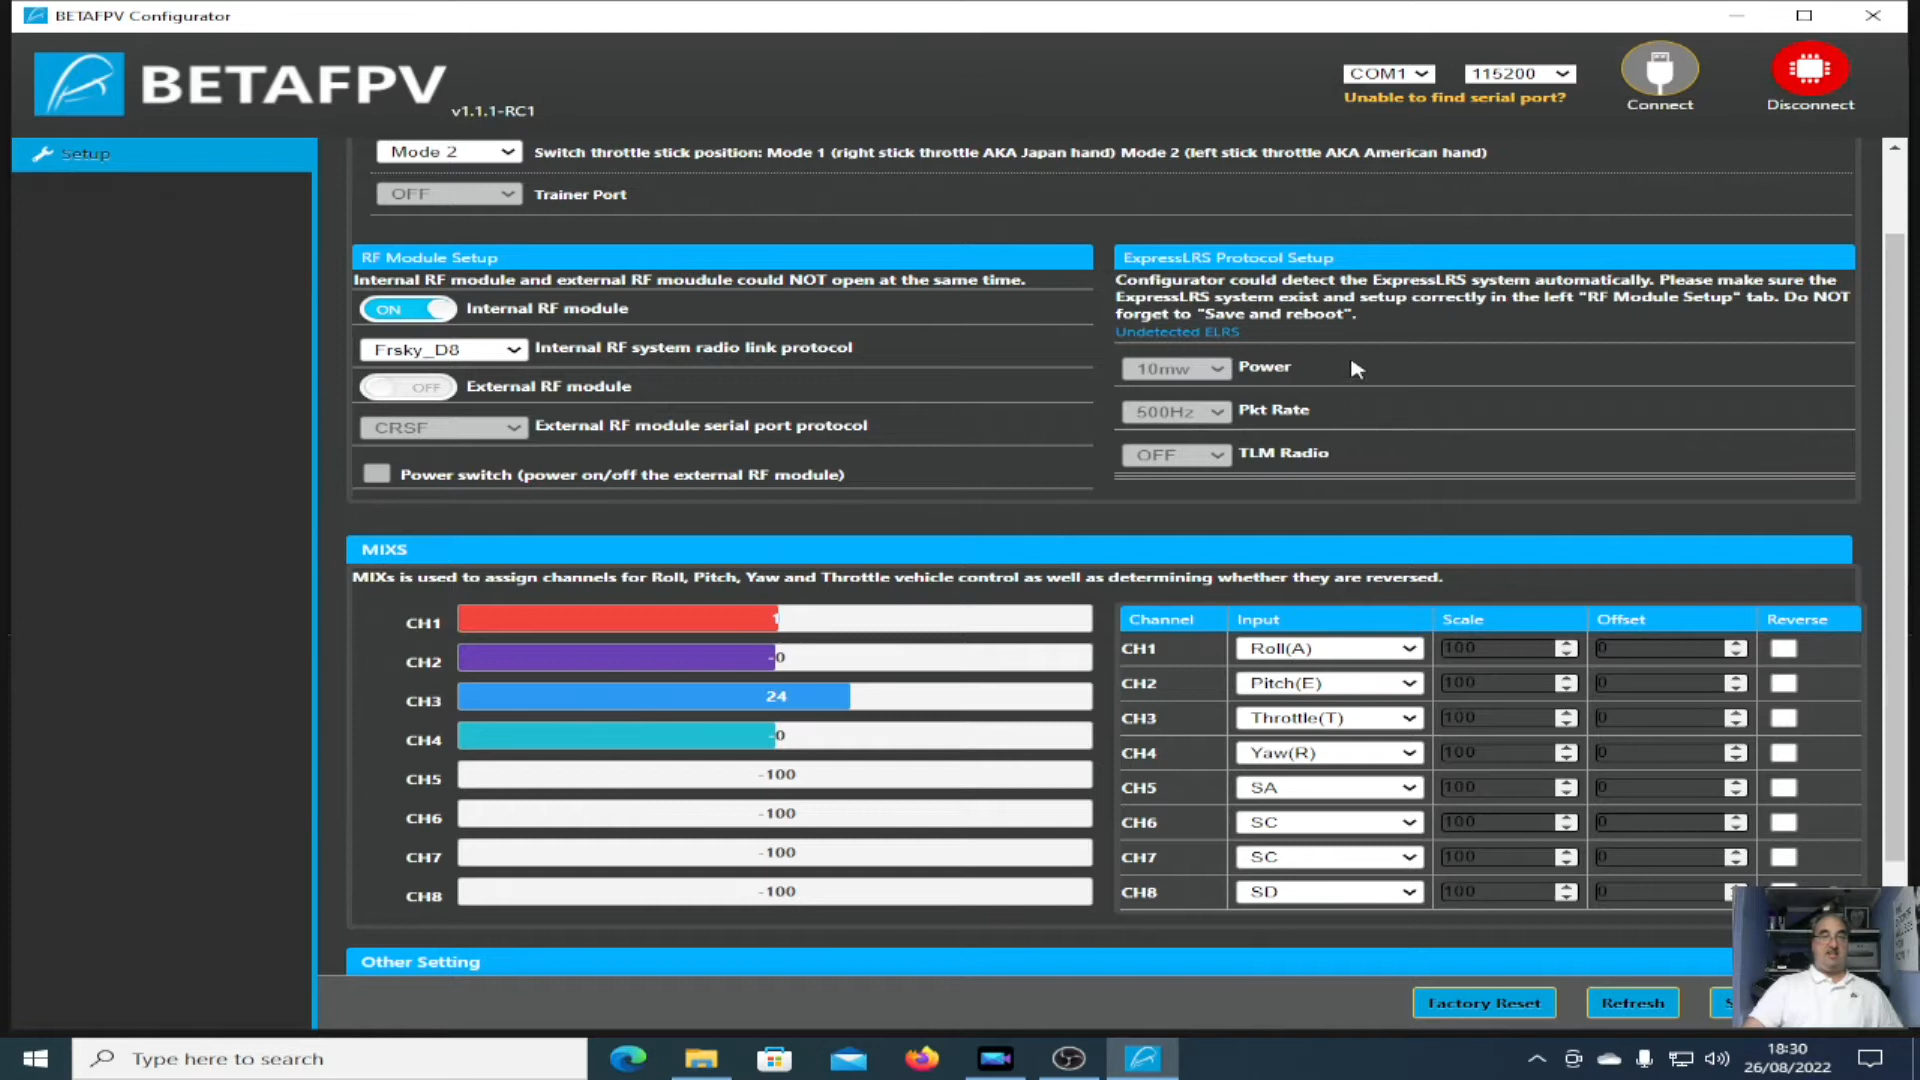 BETAFPV Configurator
BETAFPV
v1.1.1-RC1
COM1
115200
Unable to find serial port?
Connect
Disconnect
Setup
Mode 2
Switch throttle stick position: Mode 1 (right stick throttle AKA Japan hand) Mode 2 (left stick throttle AKA American hand)
OFF
Trainer Port
RF Module Setup
Internal RF module and external RF moudule could NOT open at the same time.
ON
Internal RF module
Frsky_D8
Internal RF system radio link protocol
OFF
External RF module
CRSF
External RF module serial port protocol
Power switch (power on/off the external RF module)
ExpressLRS Protocol Setup
Configurator could detect the ExpressLRS system automatically. Please make sure the
ExpressLRS system exist and setup correctly in the left "RF Module Setup" tab. Do NOT
forget to "Save and reboot".
Undetected ELRS
10mw
Power
500Hz
Pkt Rate
OFF
TLM Radio
MIXS
MIXs is used to assign channels for Roll, Pitch, Yaw and Throttle vehicle control as well as determining whether they are reversed.
CH1
1
CH2
-0
CH3
24
CH4
-0
CH5
-100
CH6
-100
CH7
-100
CH8
-100
Channel Input Scale Offset Reverse
CH1 Roll(A) 100 0
CH2 Pitch(E) 100 0
CH3 Throttle(T) 100 0
CH4 Yaw(R) 100 0
CH5 SA 100 0
CH6 SC 100 0
CH7 SC 100 0
CH8 SD 100 0
Other Setting
Factory Reset
Refresh
S
Type here to search
18:30
26/08/2022